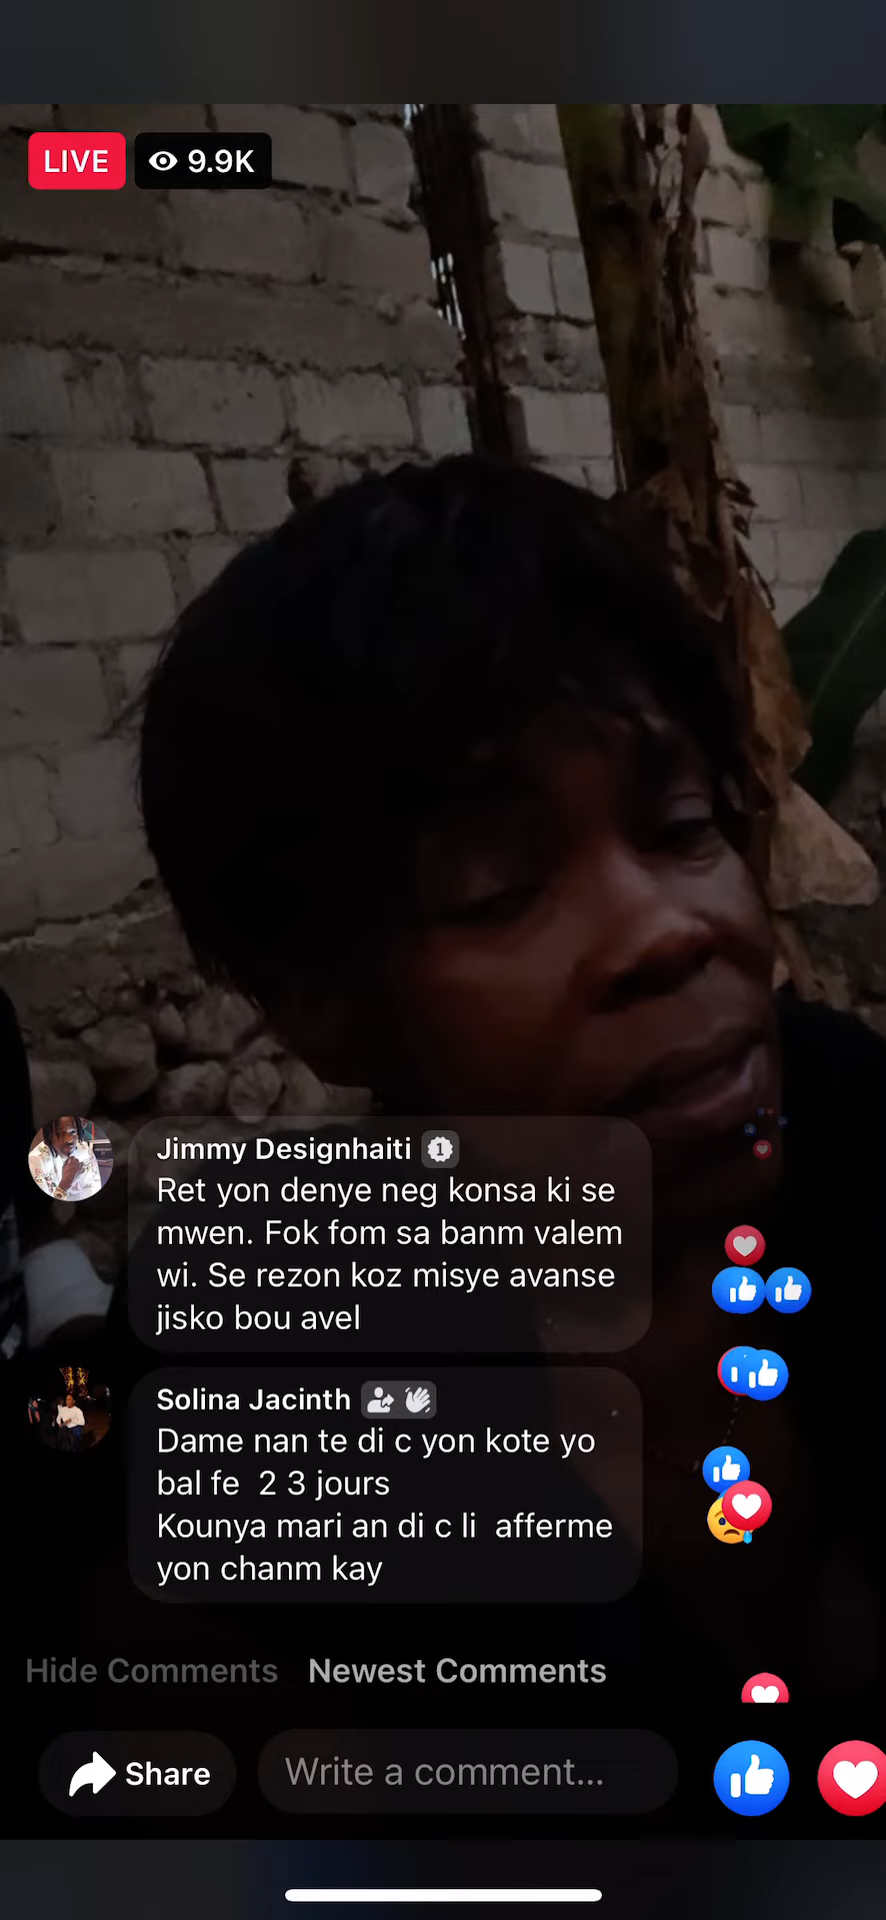 LIVE 9.9K
Jimmy Designhaiti 1
Ret yon denye neg konsa ki se
mwen. Fok fom sa banm valem
wi. Se rezon koz misye avanse
jisko bou avel
Solina Jacinth
Dame nan te di c yon kote yo
bal fe  2 3 jours
Kounya mari an di c li  afferme
yon chanm kay
Hide Comments Newest Comments
Share Write a comment...